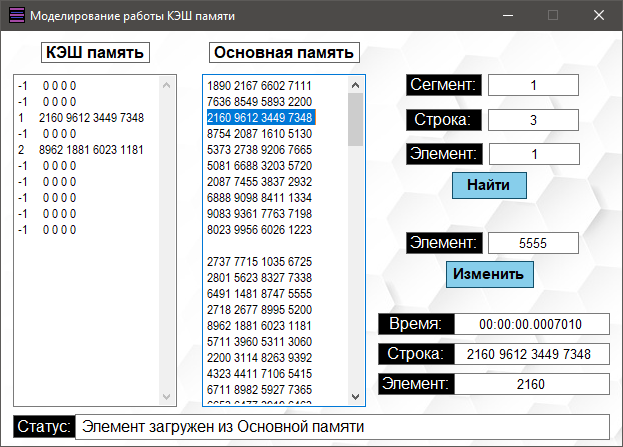 Моделирование работы КЭШ памяти
КЭШ память
-1 0 0 0 0
-1 0 0 0 0
1 2160 9612 3449 7348
-1 0 0 0 0
2 8962 1881 6023 1181
-1 0 0 0 0
-1 0 0 0 0
-1 0 0 0 0
-1 0 0 0 0
-1 0 0 0 0
Основная память
1890 2167 6602 7111
7636 8549 5893 2200
2160 9612 3449 7348
8754 2087 1610 5130
5373 2738 9206 7665
5081 6688 3203 5720
2087 7455 3837 2932
6888 9098 8411 1334
9083 9361 7763 7198
8023 9956 6026 1223
2737 7715 1035 6725
2801 5623 8327 7338
6491 1481 8747 5555
2718 2677 8995 5200
8962 1881 6023 1181
5711 3960 5311 3060
2200 3114 8263 9392
4323 4411 7106 5415
6711 8982 5927 7365
Сегмент: 1
Строка: 3
Элемент: 1
Найти
Элемент: 5555
Изменить
Время: 00:00:00.0007010
Строка: 2160 9612 3449 7348
Элемент: 2160
Статус: Элемент загружен из Основной памяти